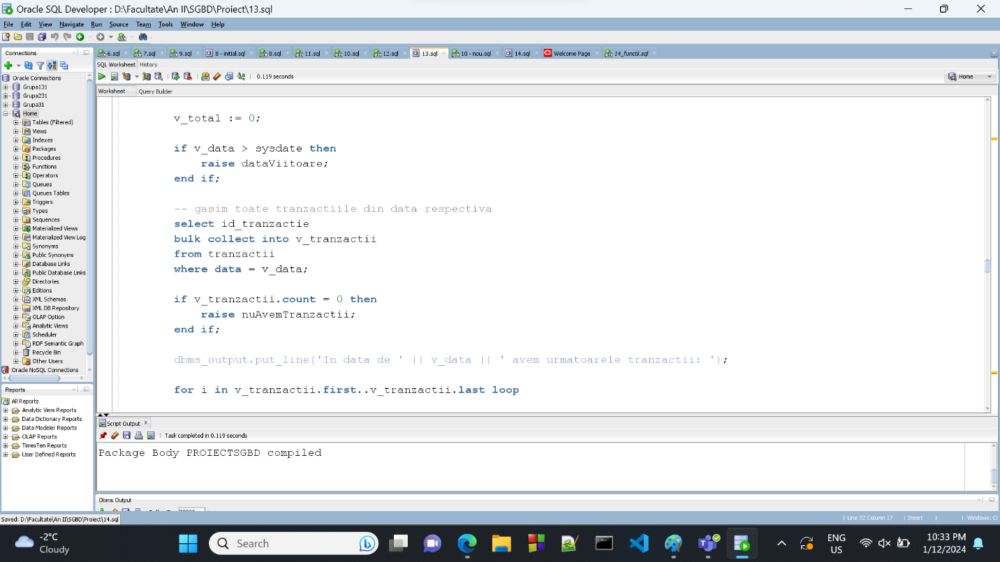 Oracle SQL Developer : D:\Facultate\An II\SGBD\Proiect\13.sql
File Edit View Navigate Run Source Team Tools Window Help
Connections
Oracle Connections
Grupa131
Grupa231
Grupa31
Home
Tables (Filtered)
Views
Indexes
Packages
Procedures
Functions
Operators
Queues
Queues Tables
Triggers
Types
Sequences
Materialized Views
Materialized View Log
Synonyms
Public Synonyms
Database Links
Public Database Links
Directories
Editions
XML Schemas
XML DB Repository
OLAP Option
Analytic Views
Scheduler
RDF Semantic Graph
Recycle Bin
Other Users
Oracle NoSQL Connections
Reports
All Reports
Analytic View Reports
Data Dictionary Reports
Data Modeler Reports
OLAP Reports
TimesTen Reports
User Defined Reports
6.sql 7.sql 9.sql 8 - initial.sql 8.sql 11.sql 10.sql 12.sql 13.sql 10 - nou.sql 14.sql Welcome Page 14_functii.sql
SQL Worksheet History
0.119 seconds
Home
Worksheet Query Builder
v_total := 0;
if v_data > sysdate then
raise dataViitoare;
end if;
-- gasim toate tranzactiile din data respectiva
select id_tranzactie
bulk collect into v_tranzactii
from tranzactii
where data = v_data;
if v_tranzactii.count = 0 then
raise nuAvemTranzactii;
end if;
dbms_output.put_line('In data de ' || v_data || ' avem urmatoarele tranzactii: ');
for i in v_tranzactii.first..v_tranzactii.last loop
Script Output
Task completed in 0.119 seconds
Package Body PROIECTSGBD compiled
Dbms Output
Saved: D:\Facultate\An II\SGBD\Proiect\14.sql
Line 32 Column 17 Insert Windows: Cl
-2°C
Cloudy
Search
ENG
US
10:33 PM
1/12/2024